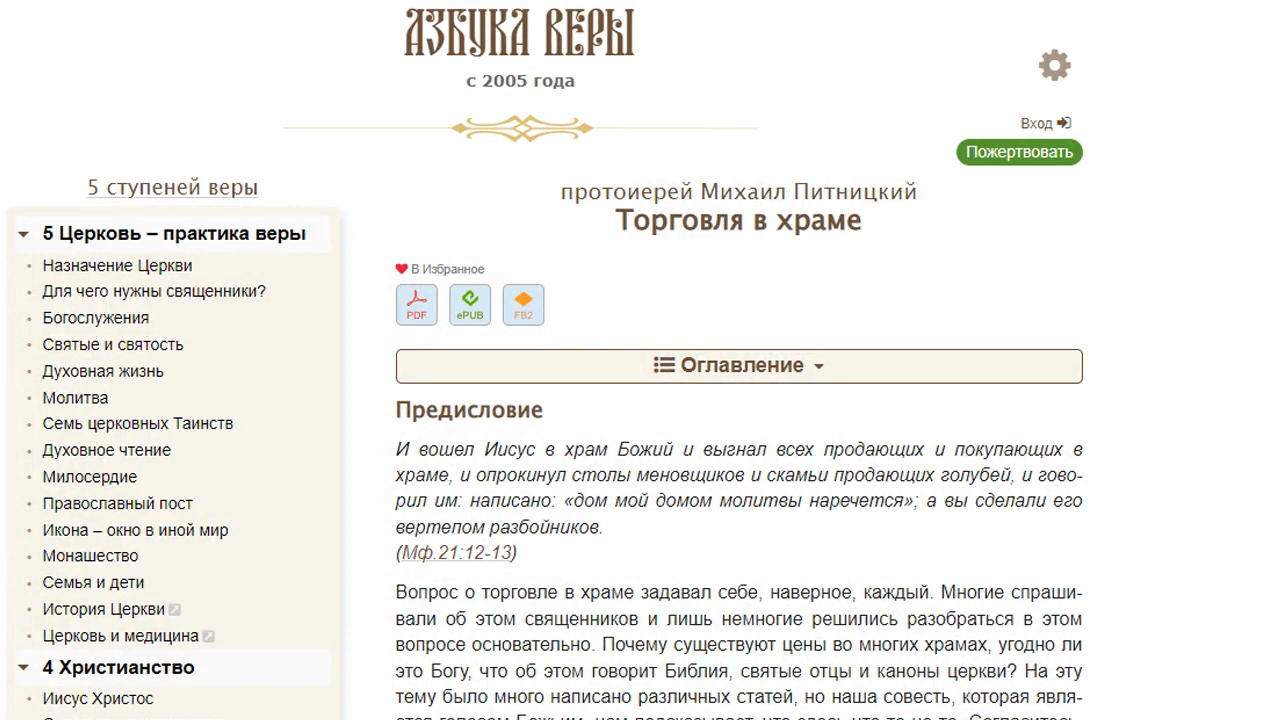 АЗБУКА ВЕРЫ
с 2005 года
Вход
Пожертвовать
5 ступеней веры
5 Церковь – практика веры
Назначение Церкви
Для чего нужны священники?
Богослужения
Святые и святость
Духовная жизнь
Молитва
Семь церковных Таинств
Духовное чтение
Милосердие
Православный пост
Икона – окно в иной мир
Монашество
Семья и дети
История Церкви
Церковь и медицина
4 Христианство
Иисус Христос
протоиерей Михаил Питницкий
Торговля в храме
В Избранное
PDF
ePUB
FB2
Оглавление
Предисловие
И вошел Иисус в храм Божий и выгнал всех продающих и покупающих в
храме, и опрокинул столы меновщиков и скамьи продающих голубей, и гово-
рил им: написано: «дом мой домом молитвы наречется»; а вы сделали его
вертепом разбойников.
(Мф.21:12-13)
Вопрос о торговле в храме задавал себе, наверное, каждый. Многие спраши-
вали об этом священников и лишь немногие решились разобраться в этом
вопросе основательно. Почему существуют цены во многих храмах, угодно ли
это Богу, что об этом говорит Библия, святые отцы и каноны церкви? На эту
тему было много написано различных статей, но наша совесть, которая явля-